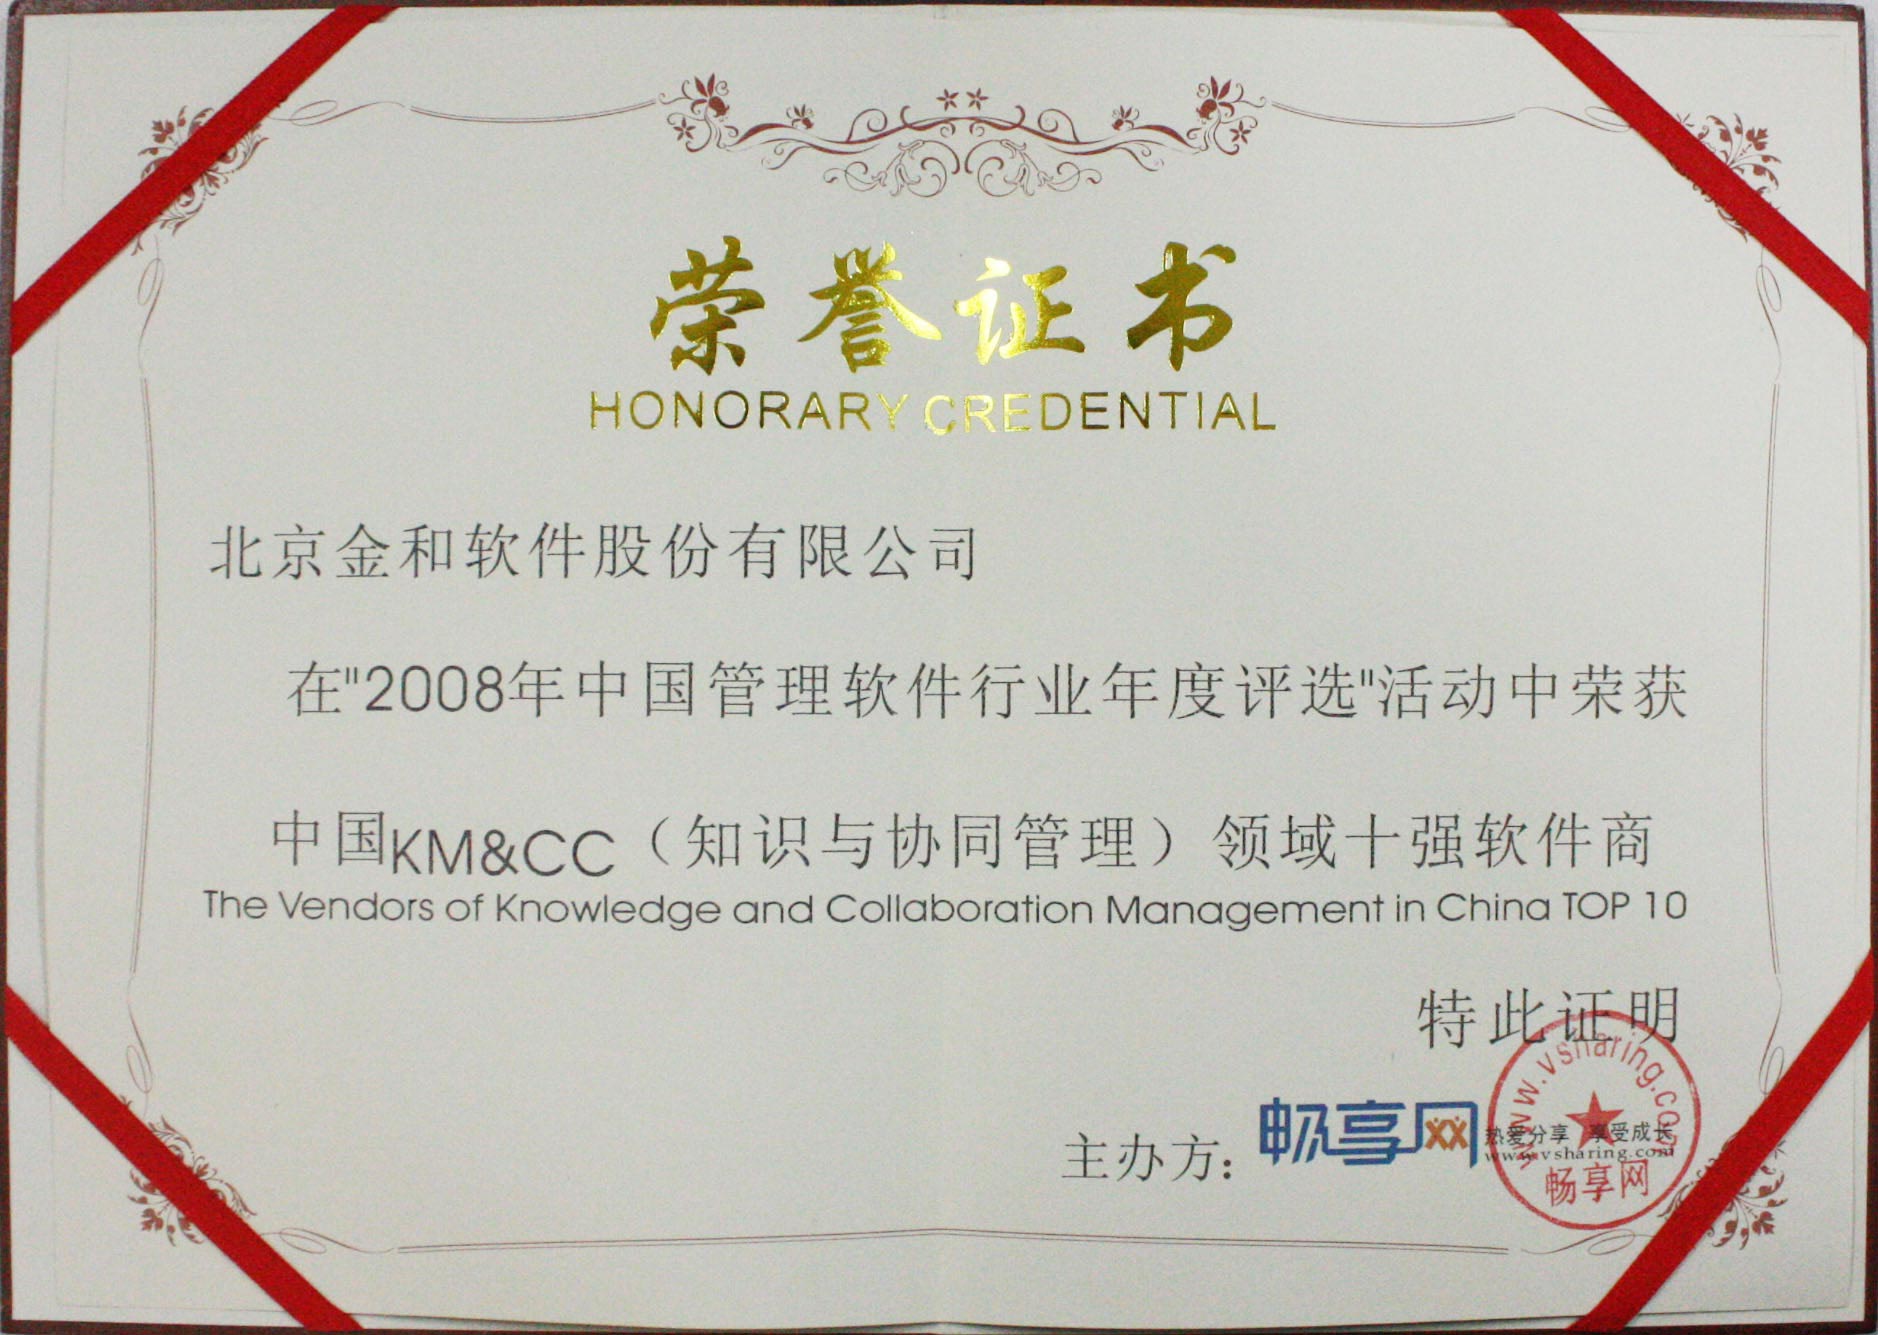 荣誉证书
HONORARY CREDENTIAL
北京金和软件股份有限公司
在"2008年中国管理软件行业年度评选"活动中荣获
中国KM&CC（知识与协同管理）领域十强软件商
The Vendors of Knowledge and Collaboration Management in China TOP 10
特此证明
主办方：畅享网
热爱分享 享受成长
www.vsharing.com
www.vsharing.com
畅享网